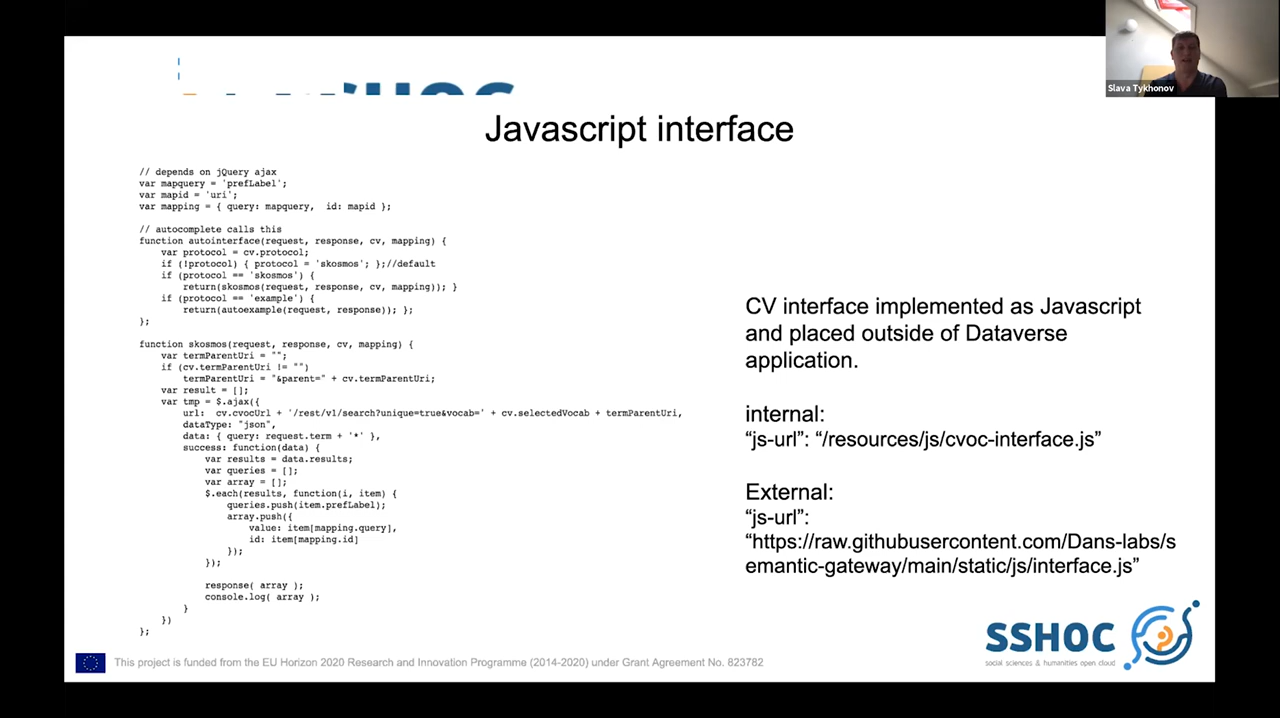 Slava Tykhonov
Javascript interface
// depends on jQuery ajax
var mapquery = 'prefLabel';
var mapid = 'uri';
var mapping = { query: mapquery,  id: mapid };
// autocomplete calls this
function autointerface(request, response, cv, mapping) {
    var protocol = cv.protocol;
    if (!protocol) { protocol = 'skosmos'; };//default
    if (protocol == 'skosmos') {
        return(skosmos(request, response, cv, mapping)); }
    if (protocol == 'example') {
        return(autoexample(request, response)); };
};
function skosmos(request, response, cv, mapping) {
    var termParentUri = "";
    if (cv.termParentUri != "")
        termParentUri = "&parent=" + cv.termParentUri;
    var result = [];
    var tmp = $.ajax({
        url:  cv.cvocUrl + '/rest/v1/search?unique=true&vocab=' + cv.selectedVocab + termParentUri,
        dataType: "json",
        data: { query: request.term + '*' },
        success: function(data) {
            var results = data.results;
            var queries = [];
            var array = [];
            $.each(results, function(i, item) {
                queries.push(item.prefLabel);
                array.push({
                    value: item[mapping.query],
                    id: item[mapping.id]
                });
            });
            response( array );
            console.log( array );
        }
    })
};
CV interface implemented as Javascript
and placed outside of Dataverse
application.
internal:
“js-url”: “/resources/js/cvoc-interface.js”
External:
“js-url”:
“https://raw.githubusercontent.com/Dans-labs/s
emantic-gateway/main/static/js/interface.js”
SSHOC
social sciences & humanities open cloud
This project is funded from the EU Horizon 2020 Research and Innovation Programme (2014-2020) under Grant Agreement No. 823782